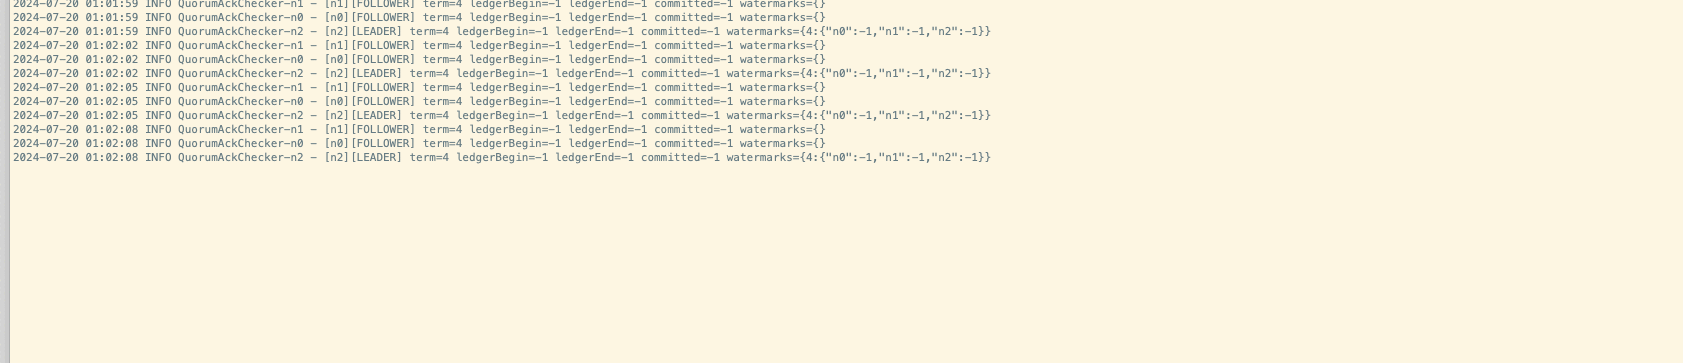 2024-07-20 01:01:59 INFO QuorumAckChecker-n1 - [n1][FOLLOWER] term=4 ledgerBegin=-1 ledgerEnd=-1 committed=-1 watermarks={}
2024-07-20 01:01:59 INFO QuorumAckChecker-n0 - [n0][FOLLOWER] term=4 ledgerBegin=-1 ledgerEnd=-1 committed=-1 watermarks={}
2024-07-20 01:01:59 INFO QuorumAckChecker-n2 - [n2][LEADER] term=4 ledgerBegin=-1 ledgerEnd=-1 committed=-1 watermarks={4:{"n0":-1,"n1":-1,"n2":-1}}
2024-07-20 01:02:02 INFO QuorumAckChecker-n1 - [n1][FOLLOWER] term=4 ledgerBegin=-1 ledgerEnd=-1 committed=-1 watermarks={}
2024-07-20 01:02:02 INFO QuorumAckChecker-n0 - [n0][FOLLOWER] term=4 ledgerBegin=-1 ledgerEnd=-1 committed=-1 watermarks={}
2024-07-20 01:02:02 INFO QuorumAckChecker-n2 - [n2][LEADER] term=4 ledgerBegin=-1 ledgerEnd=-1 committed=-1 watermarks={4:{"n0":-1,"n1":-1,"n2":-1}}
2024-07-20 01:02:05 INFO QuorumAckChecker-n1 - [n1][FOLLOWER] term=4 ledgerBegin=-1 ledgerEnd=-1 committed=-1 watermarks={}
2024-07-20 01:02:05 INFO QuorumAckChecker-n0 - [n0][FOLLOWER] term=4 ledgerBegin=-1 ledgerEnd=-1 committed=-1 watermarks={}
2024-07-20 01:02:05 INFO QuorumAckChecker-n2 - [n2][LEADER] term=4 ledgerBegin=-1 ledgerEnd=-1 committed=-1 watermarks={4:{"n0":-1,"n1":-1,"n2":-1}}
2024-07-20 01:02:08 INFO QuorumAckChecker-n1 - [n1][FOLLOWER] term=4 ledgerBegin=-1 ledgerEnd=-1 committed=-1 watermarks={}
2024-07-20 01:02:08 INFO QuorumAckChecker-n0 - [n0][FOLLOWER] term=4 ledgerBegin=-1 ledgerEnd=-1 committed=-1 watermarks={}
2024-07-20 01:02:08 INFO QuorumAckChecker-n2 - [n2][LEADER] term=4 ledgerBegin=-1 ledgerEnd=-1 committed=-1 watermarks={4:{"n0":-1,"n1":-1,"n2":-1}}